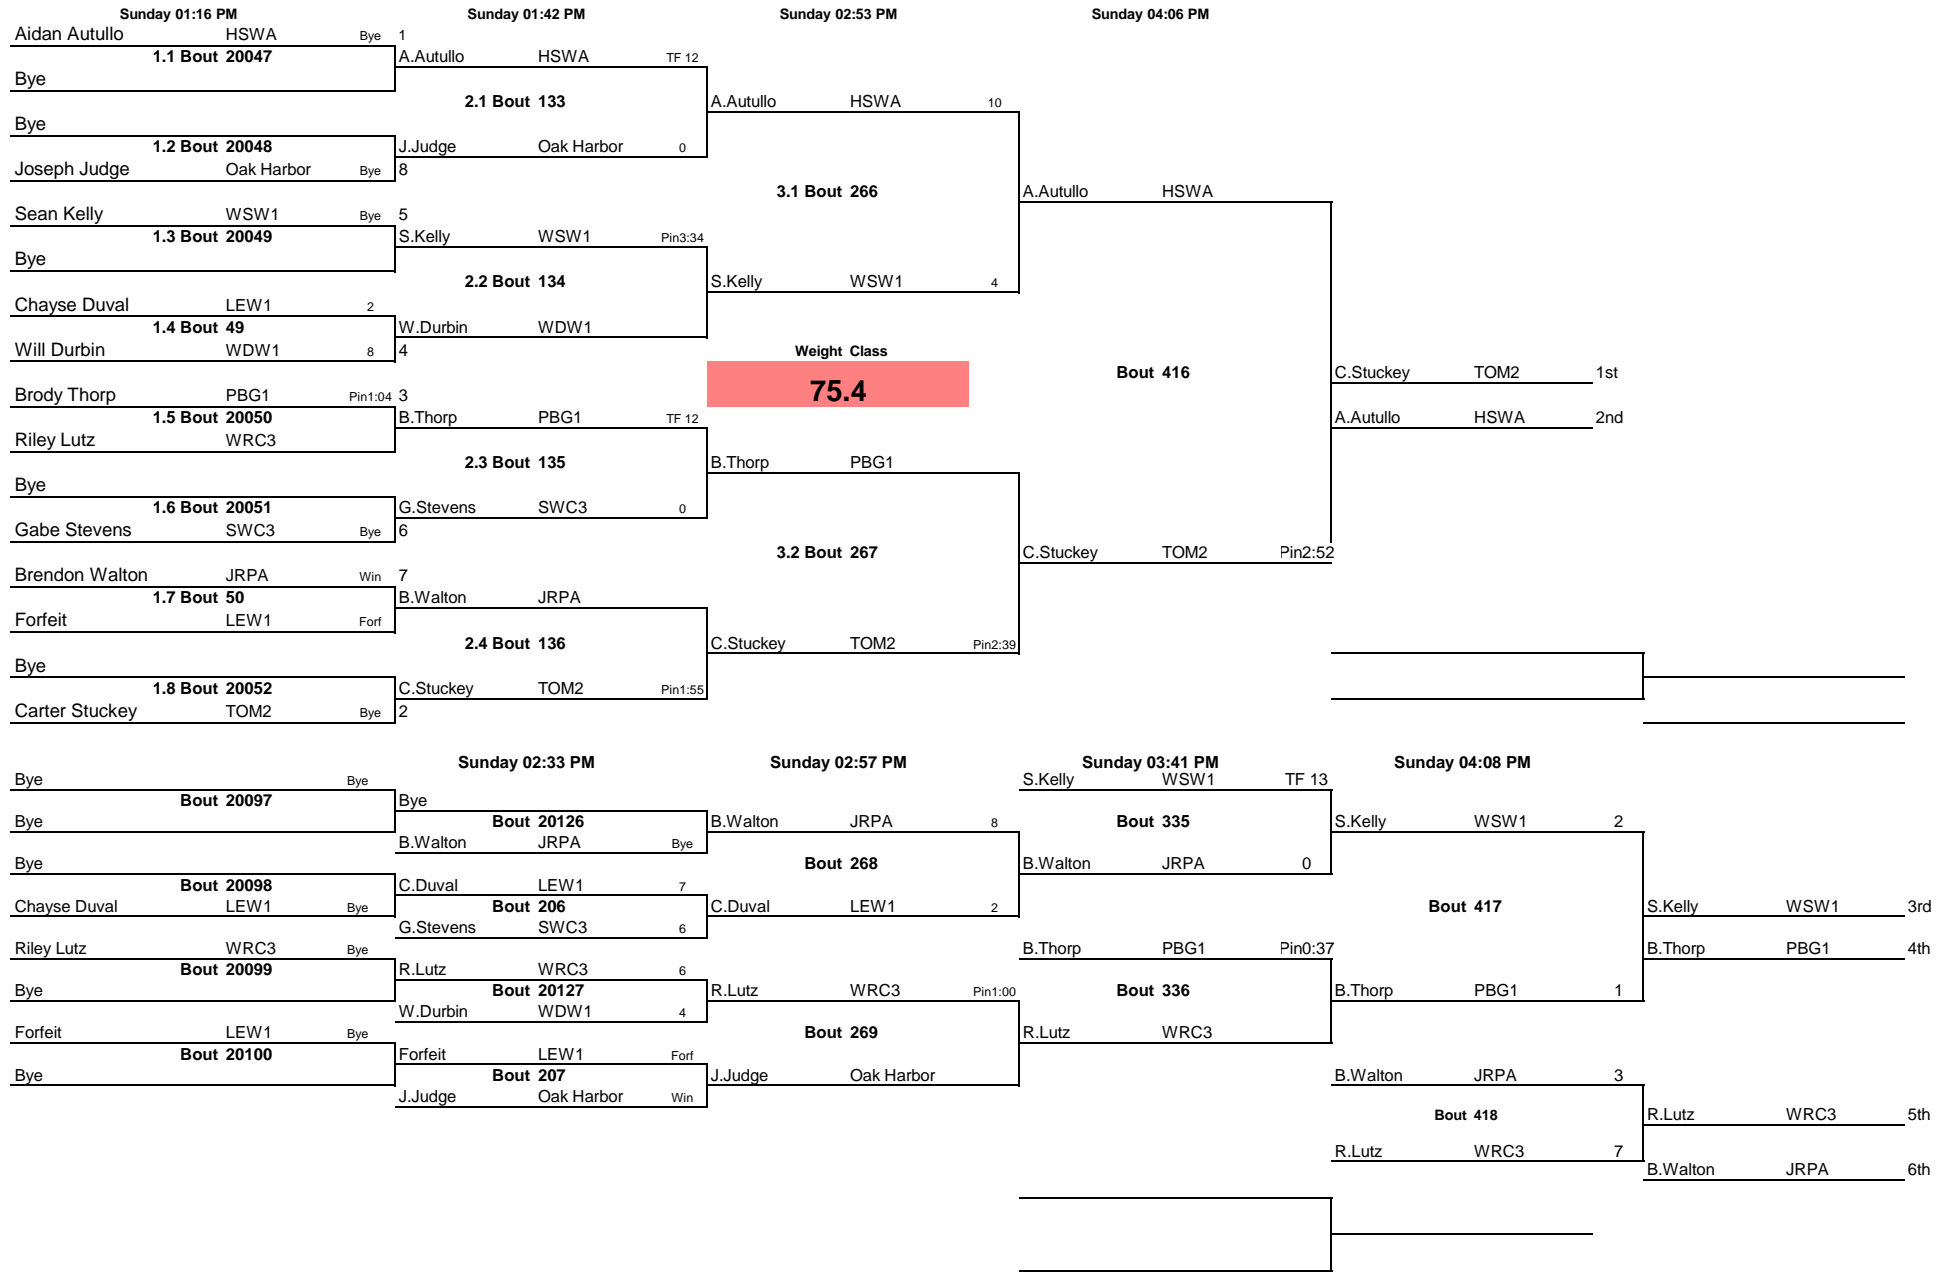 Sunday 01:16 PM Sunday 01:42 PM Sunday 02:53 PM Sunday 04:06 PM
Aidan Autullo HSWA Bye 1
1.1 Bout 20047 A.Autullo HSWA TF 12
Bye
2.1 Bout 133 A.Autullo HSWA 10
Bye
1.2 Bout 20048 J.Judge Oak Harbor 0
Joseph Judge Oak Harbor Bye 8
3.1 Bout 266 A.Autullo HSWA
Sean Kelly WSW1 Bye 5
1.3 Bout 20049 S.Kelly WSW1 Pin3:34
Bye
2.2 Bout 134 S.Kelly WSW1 4
Chayse Duval LEW1 2
1.4 Bout 49 W.Durbin WDW1
Will Durbin WDW1 8 4 Weight Class
Bout 416 C.Stuckey TOM2 1st
Brody Thorp PBG1 Pin1:04 3 75.4
1.5 Bout 20050 B.Thorp PBG1 TF 12 A.Autullo HSWA 2nd
Riley Lutz WRC3
2.3 Bout 135 B.Thorp PBG1
Bye
1.6 Bout 20051 G.Stevens SWC3 0
Gabe Stevens SWC3 Bye 6
3.2 Bout 267 C.Stuckey TOM2 Pin2:52
Brendon Walton JRPA Win 7
1.7 Bout 50 B.Walton JRPA
Forfeit LEW1 Forf
2.4 Bout 136 C.Stuckey TOM2 Pin2:39
Bye
1.8 Bout 20052 C.Stuckey TOM2 Pin1:55
Carter Stuckey TOM2 Bye 2
Sunday 02:33 PM Sunday 02:57 PM Sunday 03:41 PM Sunday 04:08 PM
Bye Bye S.Kelly WSW1 TF 13
Bout 20097 Bye
Bye Bout 20126 B.Walton JRPA 8 Bout 335 S.Kelly WSW1 2
B.Walton JRPA Bye
Bye Bout 268 B.Walton JRPA 0
Bout 20098 C.Duval LEW1 7
Chayse Duval LEW1 Bye Bout 206 C.Duval LEW1 2 Bout 417 S.Kelly WSW1 3rd
G.Stevens SWC3 6
Riley Lutz WRC3 Bye B.Thorp PBG1 Pin0:37 B.Thorp PBG1 4th
Bout 20099 R.Lutz WRC3 6
Bye Bout 20127 R.Lutz WRC3 Pin1:00 Bout 336 B.Thorp PBG1 1
W.Durbin WDW1 4
Forfeit LEW1 Bye Bout 269 R.Lutz WRC3
Bout 20100 Forfeit LEW1 Forf
Bye Bout 207 J.Judge Oak Harbor B.Walton JRPA 3
J.Judge Oak Harbor Win
Bout 418 R.Lutz WRC3 5th
R.Lutz WRC3 7
B.Walton JRPA 6th